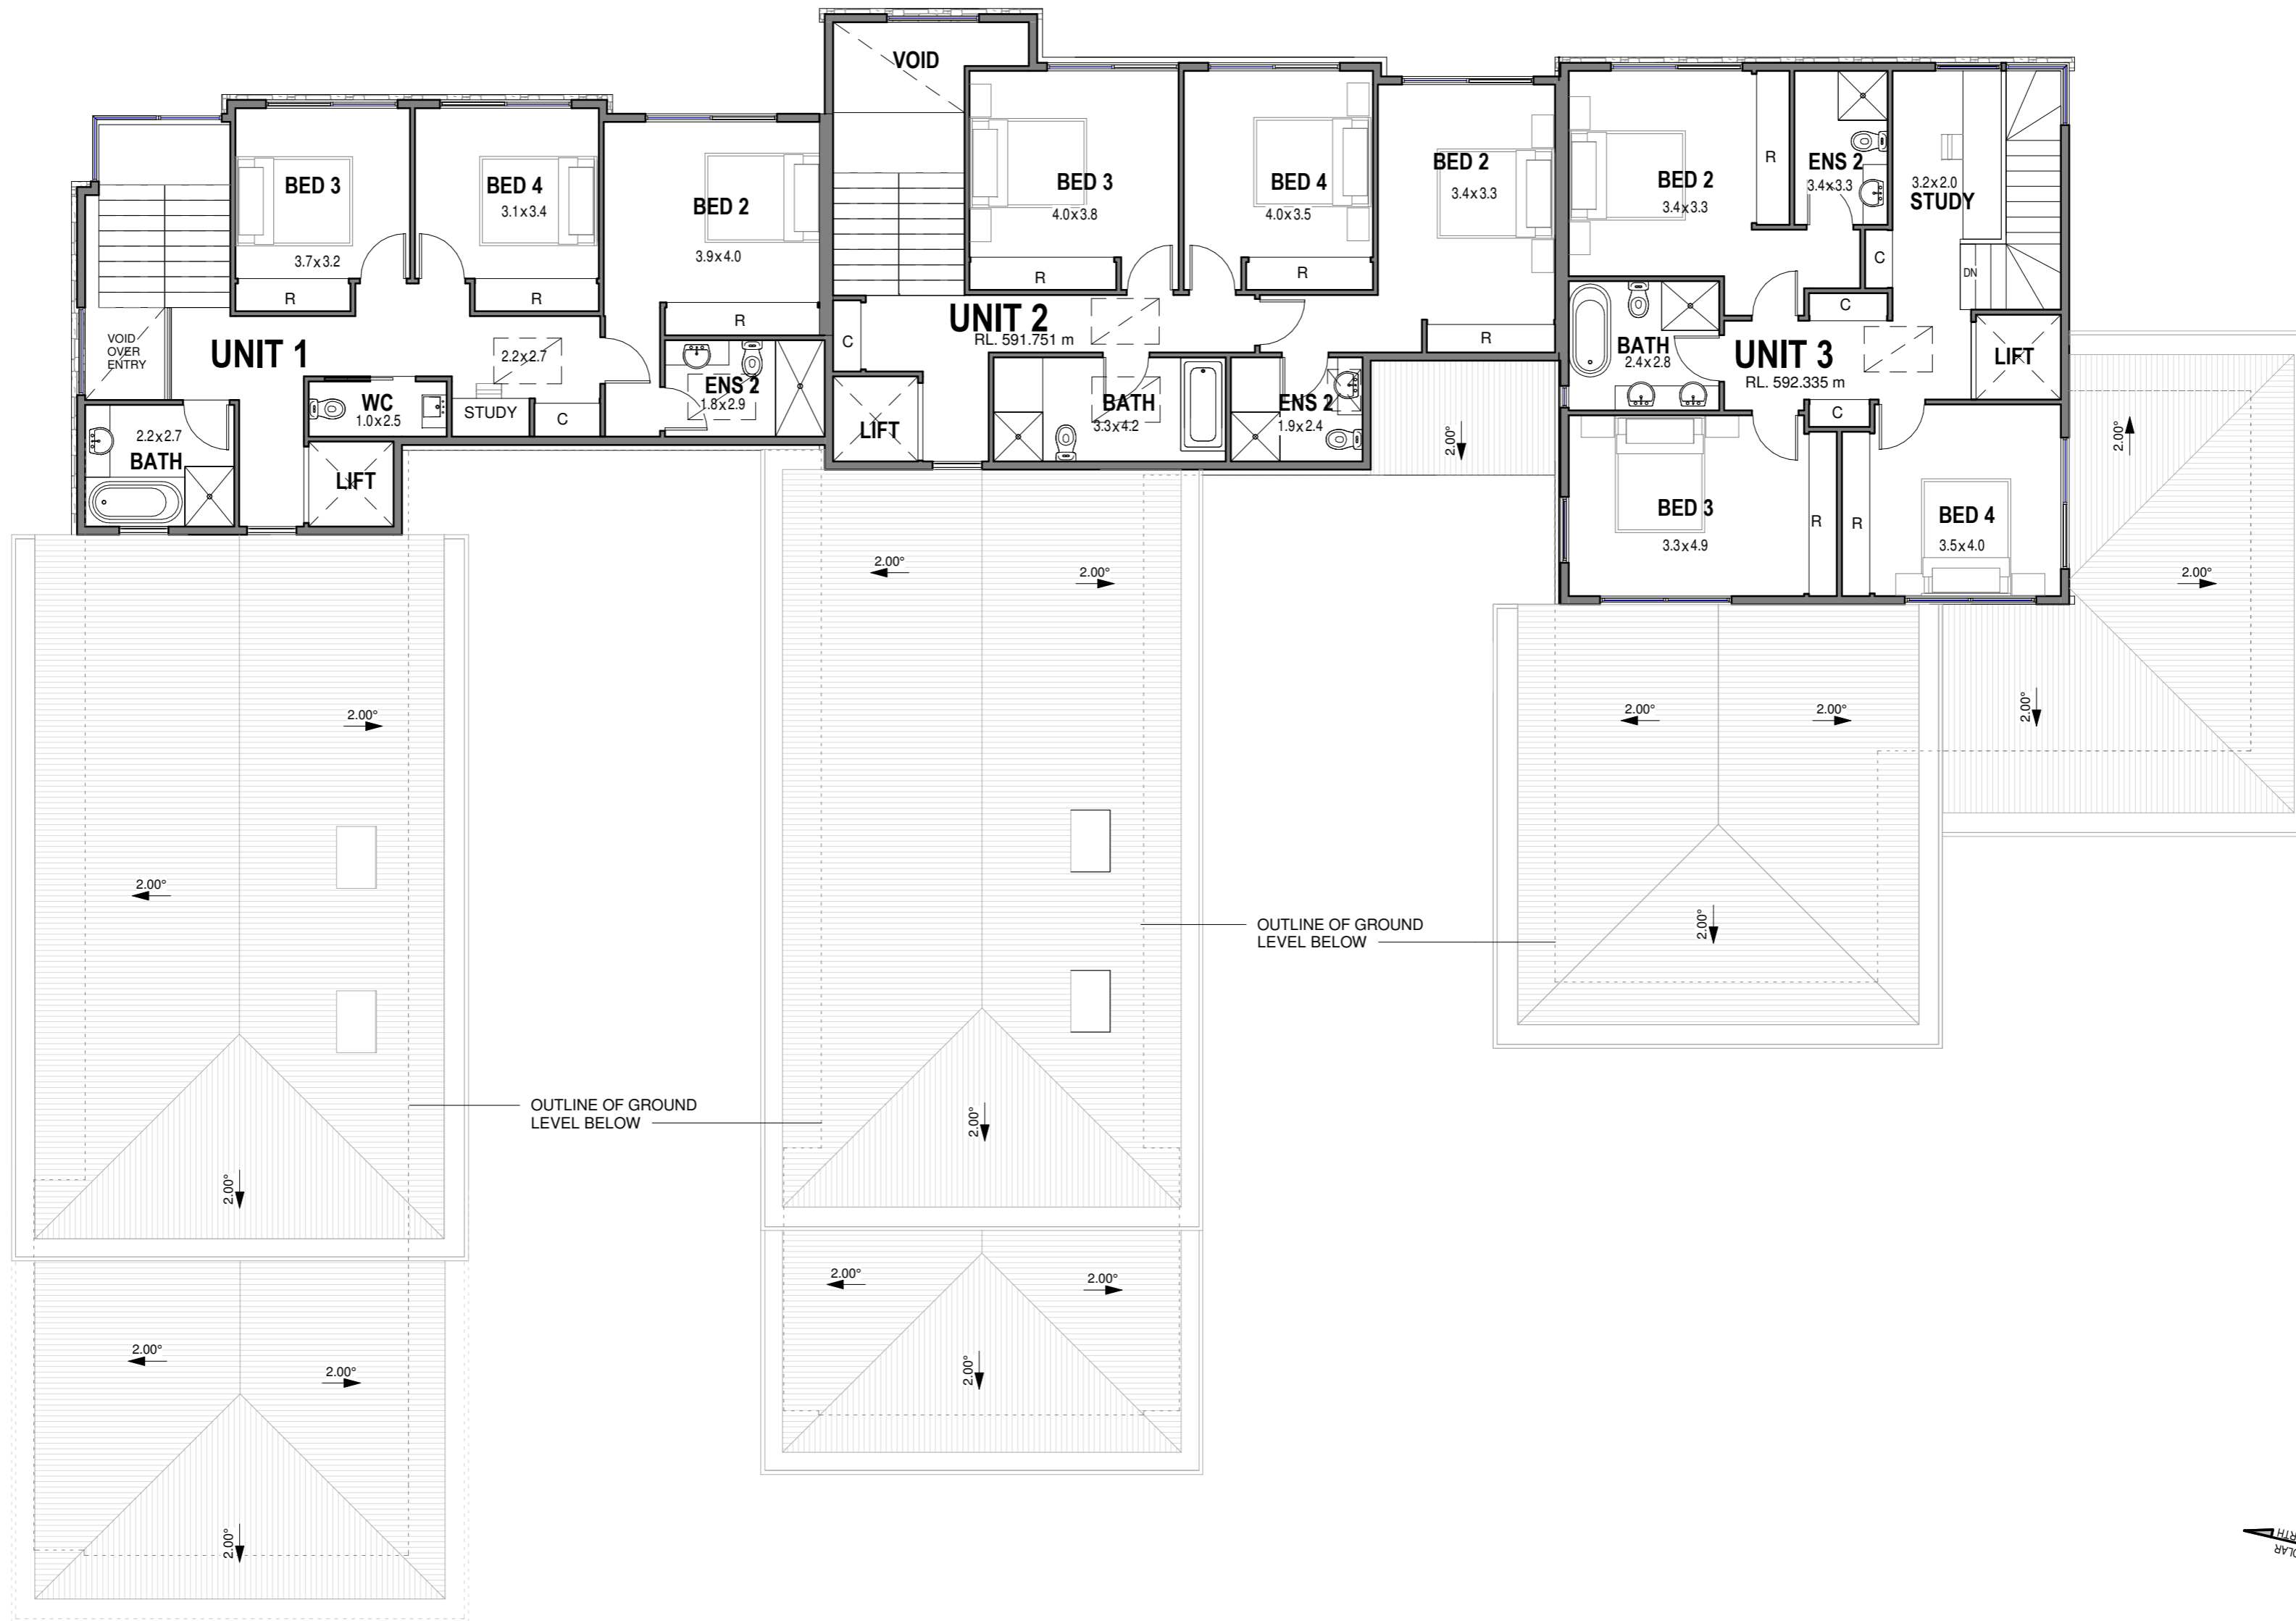 VOID
BED 3
3.7x3.2
R
BED 4
3.1x3.4
R
BED 2
3.9x4.0
R
VOID
OVER
ENTRY
UNIT 1
2.2x2.7
WC
1.0x2.5
STUDY
C
ENS 2
1.8x2.9
2.2x2.7
BATH
LIFT
BED 3
4.0x3.8
R
BED 4
4.0x3.5
R
BED 2
3.4x3.3
R
UNIT 2
RL. 591.751 m
C
LIFT
BATH
3.3x4.2
ENS 2
1.9x2.4
2.00°
BED 2
3.4x3.3
R
ENS 2
3.4x3.3
3.2x2.0
STUDY
C
DN
C
BATH
2.4x2.8
UNIT 3
RL. 592.335 m
LIFT
C
BED 3
3.3x4.9
R
R
BED 4
3.5x4.0
2.00°
2.00°
2.00°
2.00°
2.00°
2.00°
2.00°
2.00°
2.00°
2.00°
OUTLINE OF GROUND
LEVEL BELOW
2.00°
OUTLINE OF GROUND
LEVEL BELOW
2.00°
2.00°
2.00°
2.00°
2.00°
2.00°
2.00°
2.00°